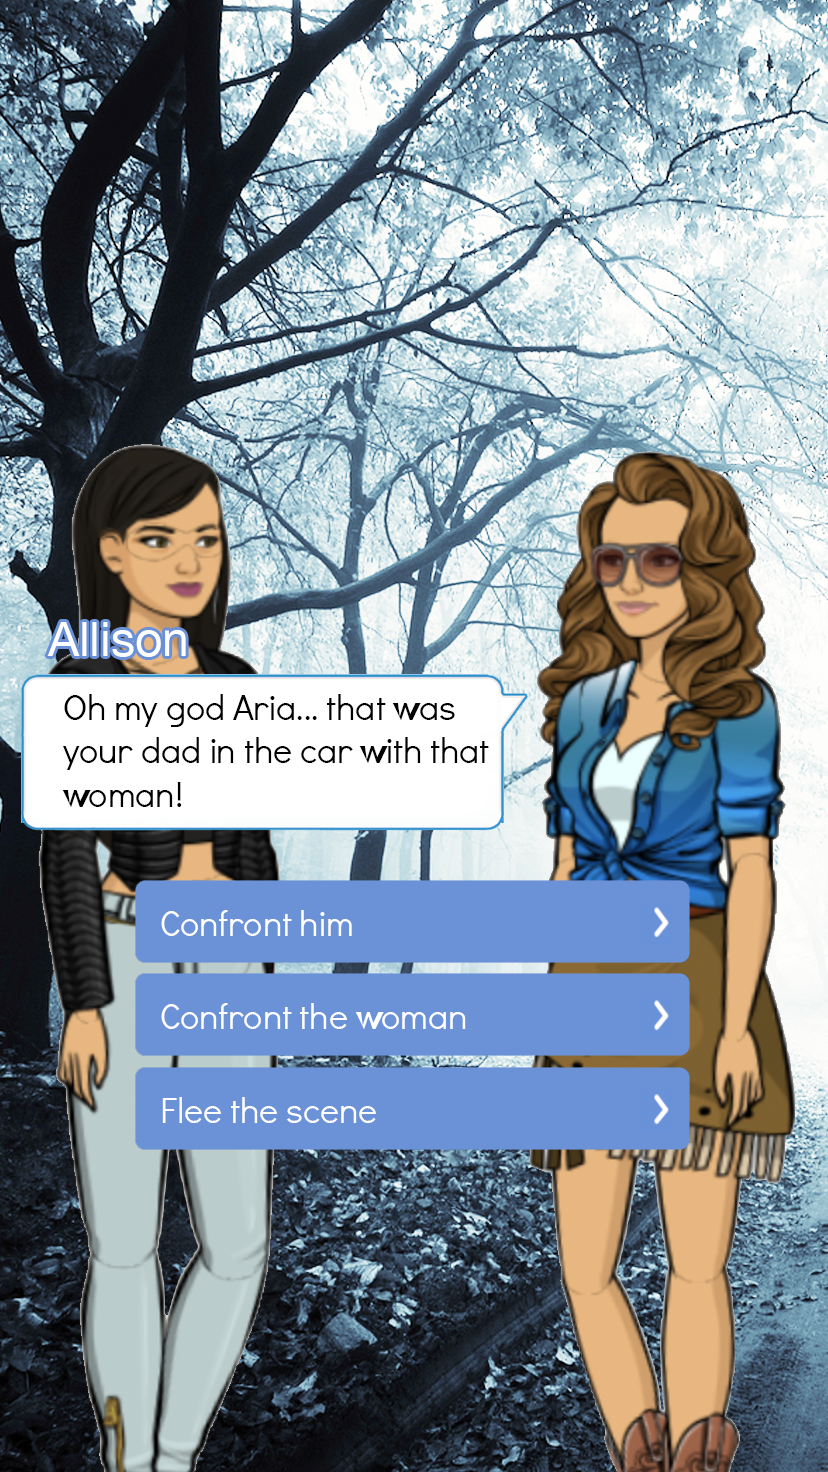 Allison
Oh my god Aria... that was
your dad in the car with that
woman!
Confront him
Confront the woman
Flee the scene